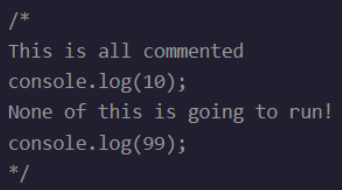 /*
This is all commented
console.log(10);
None of this is going to run!
console.log(99);
*/